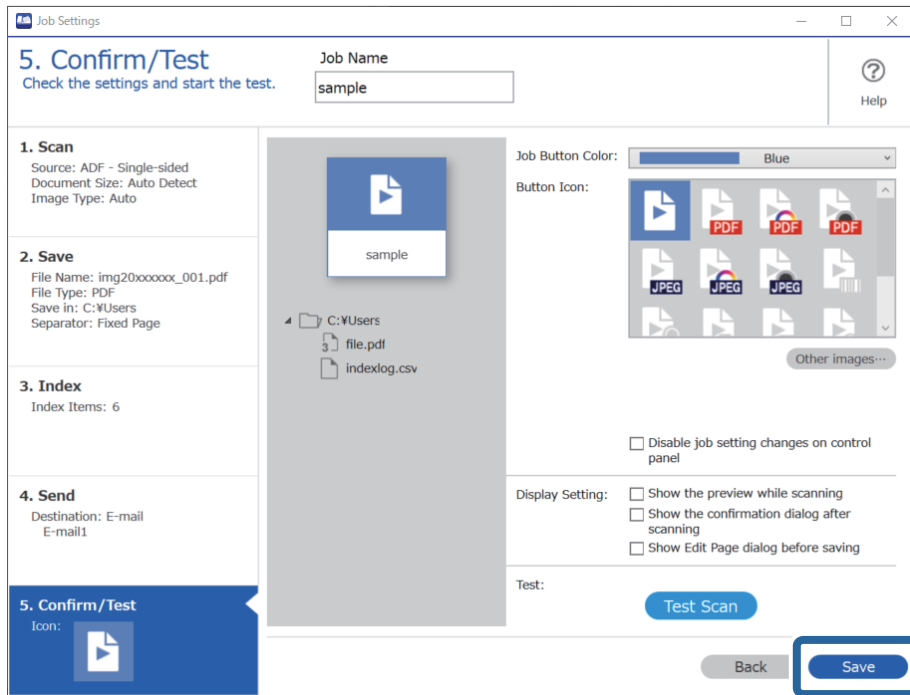 Job Settings
5. Confirm/Test
Check the settings and start the test.
Job Name
sample
Help
1. Scan
Source: ADF - Single-sided
Document Size: Auto Detect
Image Type: Auto
2. Save
File Name: img20xxxxxx_001.pdf
File Type: PDF
Save in: C:¥Users
Separator: Fixed Page
3. Index
Index Items: 6
4. Send
Destination: E-mail
E-mail1
5. Confirm/Test
Icon:
sample
C:¥Users
3 file.pdf
indexlog.csv
Job Button Color: Blue
Button Icon:
PDF PDF PDF
JPEG JPEG JPEG
Other images···
Disable job setting changes on control
panel
Display Setting: Show the preview while scanning
Show the confirmation dialog after
scanning
Show Edit Page dialog before saving
Test:
Test Scan
Back Save